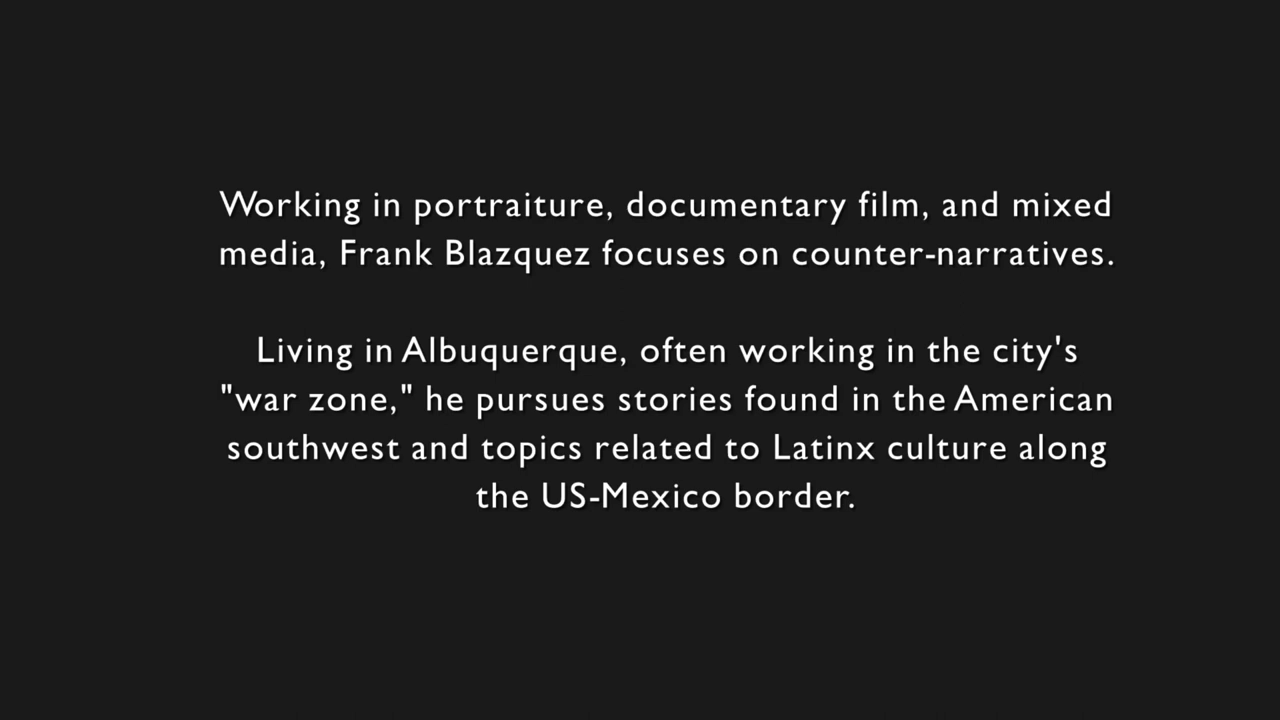 Working in portraiture, documentary film, and mixed
media, Frank Blazquez focuses on counter-narratives.
Living in Albuquerque, often working in the city's
"war zone," he pursues stories found in the American
southwest and topics related to Latinx culture along
the US-Mexico border.